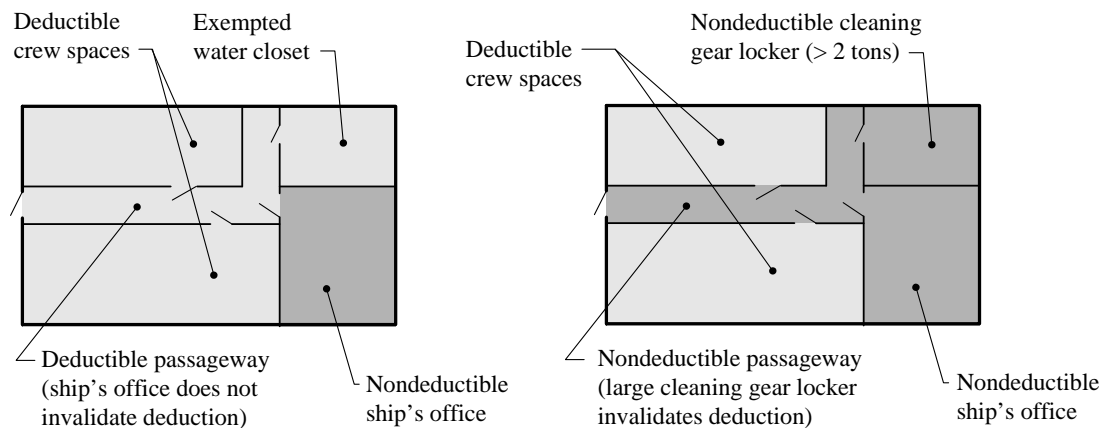 Deductible
crew spaces
Exempted
water closet
Deductible passageway
(ship's office does not
invalidate deduction)
Nondeductible
ship's office
Nondeductible cleaning
gear locker (> 2 tons)
Deductible
crew spaces
Nondeductible passageway
(large cleaning gear locker
invalidates deduction)
Nondeductible
ship's office